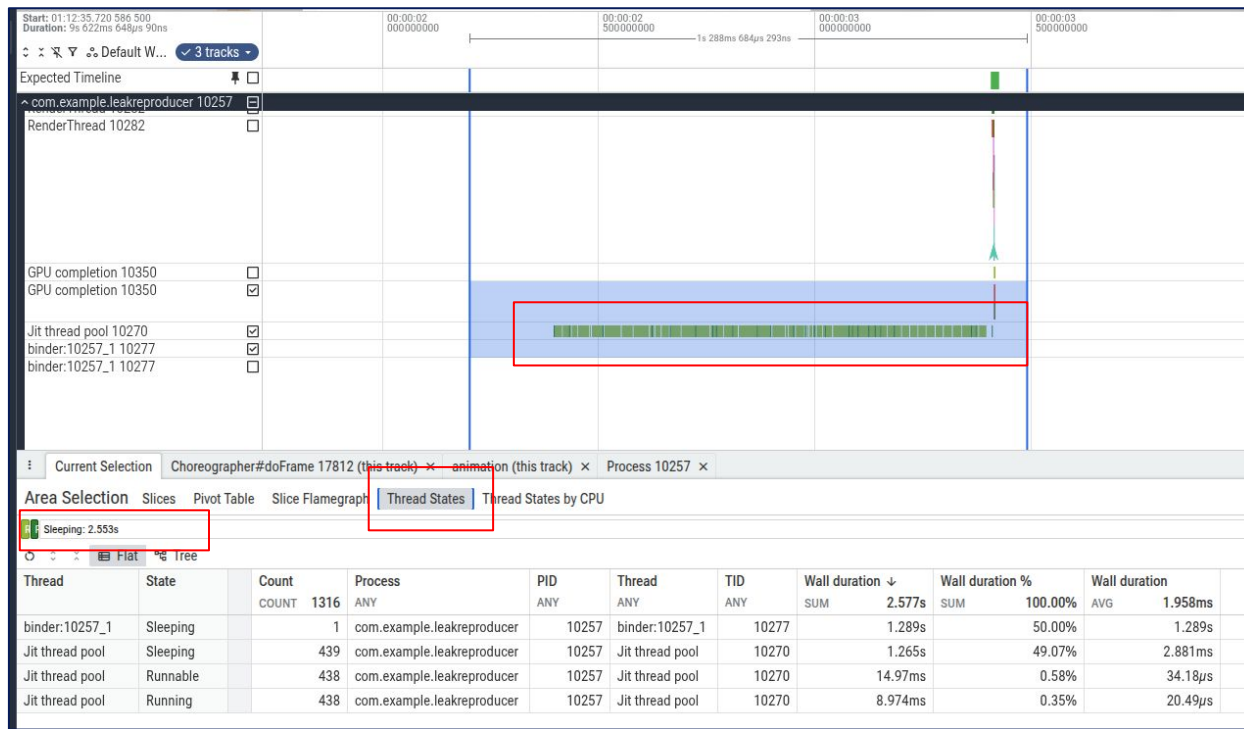 Start: 01:12:35.720 586 500
Duration: 9s 622ms 648µs 90ns
00:00:02 000000000
00:00:02 500000000
00:00:03 000000000
00:00:03 500000000
1s 288ms 684µs 293ns
Default W... 3 tracks
Expected Timeline
com.example.leakreproducer 10257
RenderThread 10282
GPU completion 10350
GPU completion 10350
Jit thread pool 10270
binder:10257_1 10277
binder:10257_1 10277
Current Selection Choreographer#doFrame 17812 (this track) × animation (this track) × Process 10257 ×
Area Selection Slices Pivot Table Slice Flamegraph Thread States Thread States by CPU
Sleeping: 2.553s
Flat Tree
Thread State Count Process PID Thread TID Wall duration ↓ Wall duration % Wall duration
COUNT 1316 ANY ANY ANY ANY SUM 2.577s SUM 100.00% AVG 1.958ms
binder:10257_1 Sleeping 1 com.example.leakreproducer 10257 binder:10257_1 10277 1.289s 50.00% 1.289s
Jit thread pool Sleeping 439 com.example.leakreproducer 10257 Jit thread pool 10270 1.265s 49.07% 2.881ms
Jit thread pool Runnable 438 com.example.leakreproducer 10257 Jit thread pool 10270 14.97ms 0.58% 34.18µs
Jit thread pool Running 438 com.example.leakreproducer 10257 Jit thread pool 10270 8.974ms 0.35% 20.49µs